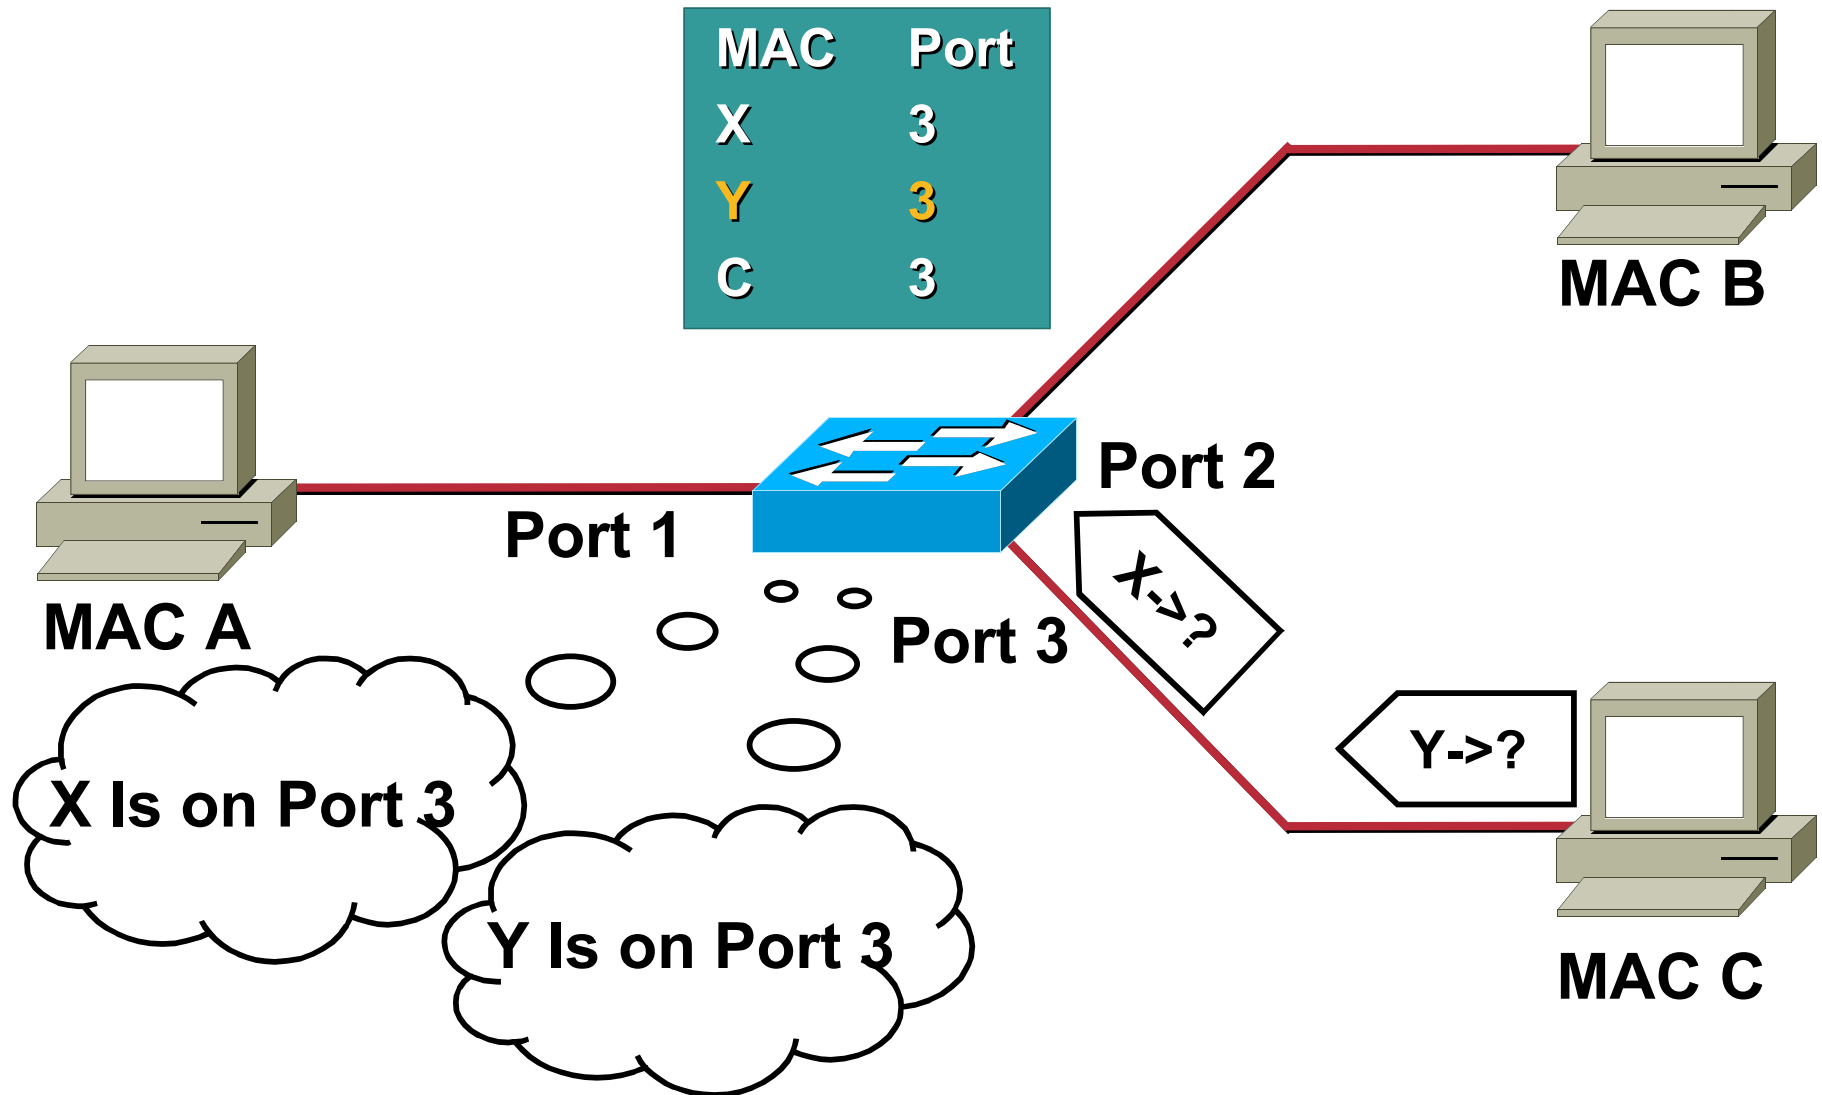 MAC Port
X 3
Y 3
C 3
MAC B
Port 2
Port 1
X->?
MAC A
Port 3
Y->?
X Is on Port 3
Y Is on Port 3
MAC C